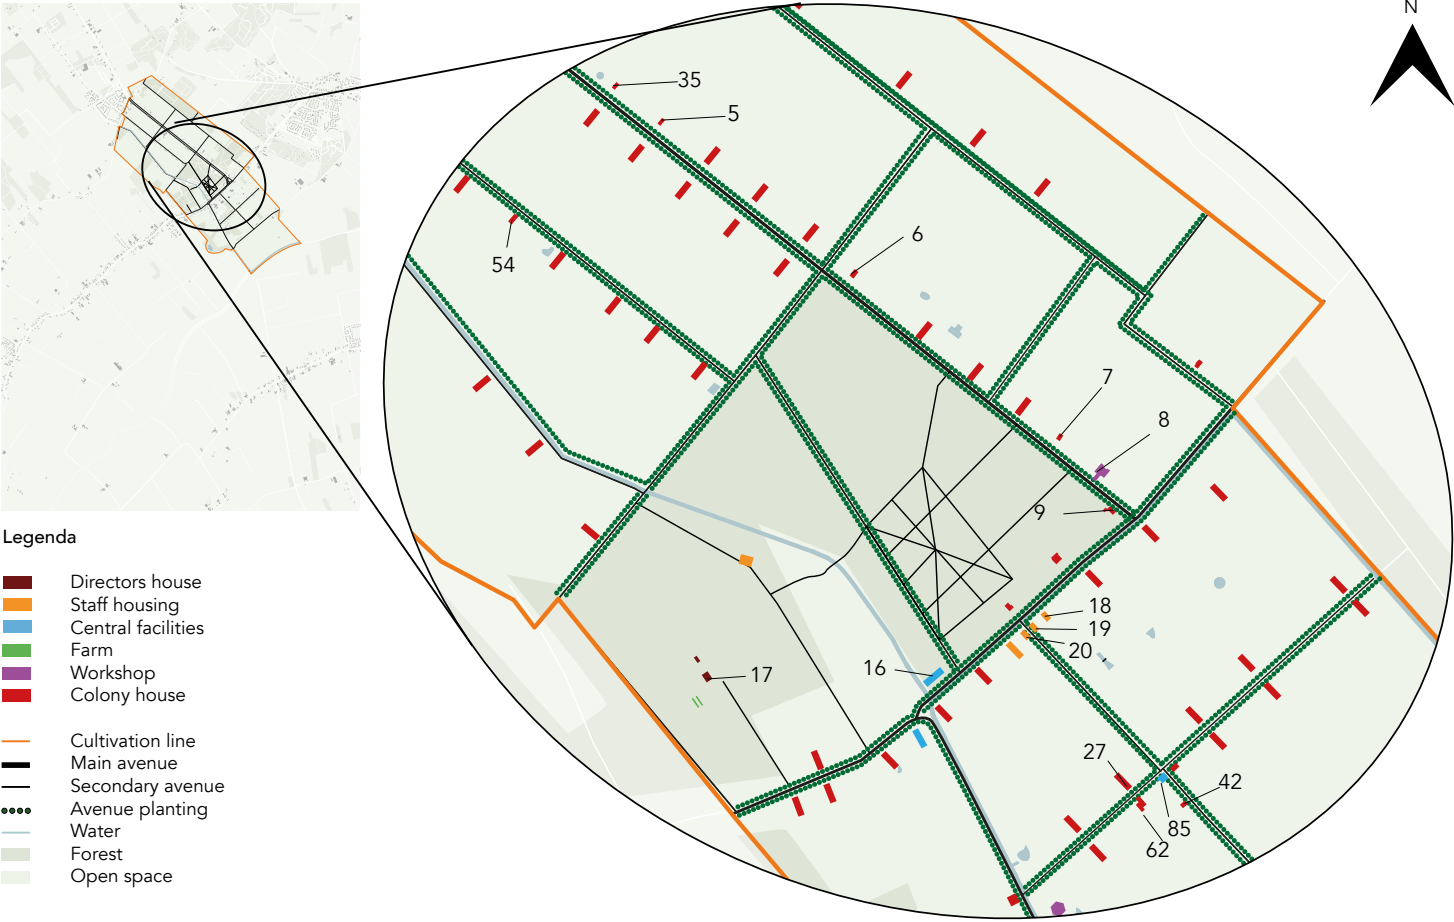 N
35
5
54
6
7
8
9
18
19
20
16
17
27
42
85
62
Legenda
Directors house
Staff housing
Central facilities
Farm
Workshop
Colony house
Cultivation line
Main avenue
Secondary avenue
Avenue planting
Water
Forest
Open space